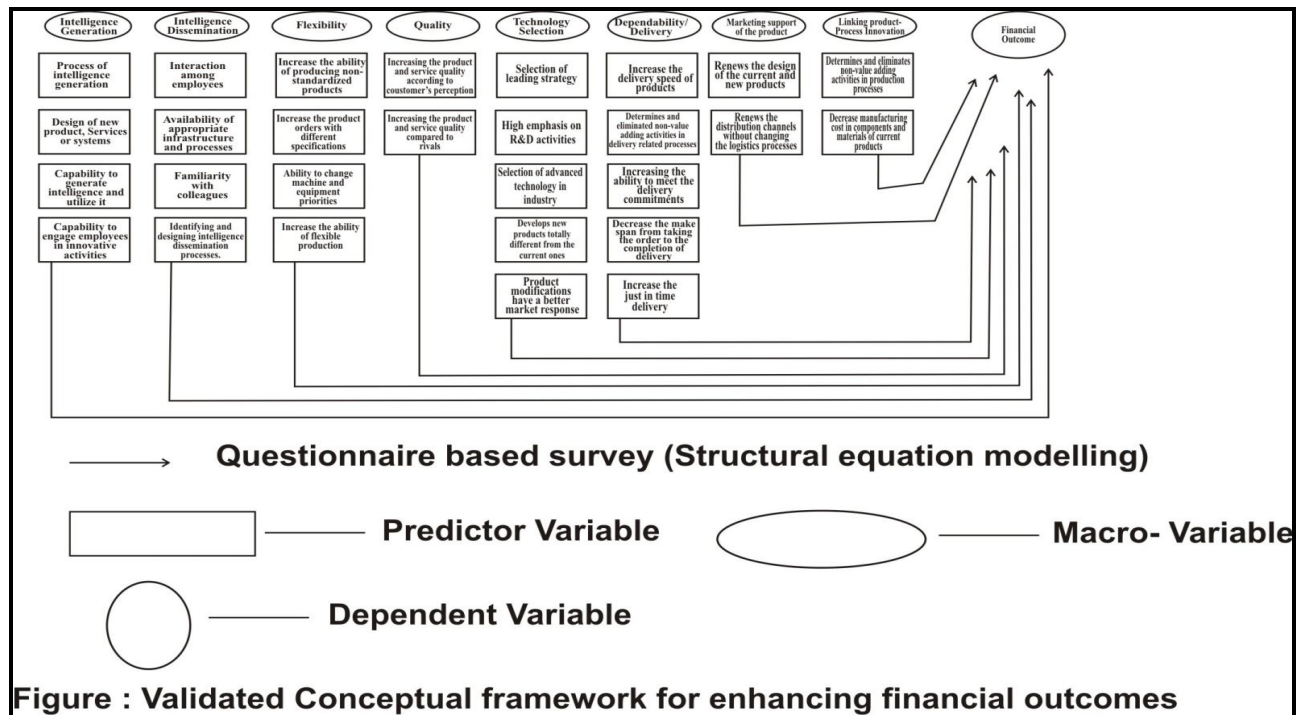 Intelligence
Generation
Intelligence
Dissemination
Flexibility
Quality
Technology
Selection
Dependability/
Delivery
Marketing support
of the product
Linking product-
Process Innovation
Financial
Outcome
Process of
intelligence
generation
Design of new
product, Services
or systems
Capability to
generate
intelligence and
utilize it
Capability to
engage employees
in innovative
activities
Interaction
among
employees
Availability of
appropriate
infrastructure
and processes
Familiarity
with
colleagues
Identifying and
designing intelligence
dissemination
processes.
Increase the ability
of producing non-
standardized
products
Increase the product
orders with
different
specifications
Ability to change
machine and
equipment
priorities
Increase the ability
of flexible
production
Increasing the product
and service quality
according to
coustomer's perception
Increasing the product
and service quality
compared to
rivals
Selection of
leading strategy
High emphasis on
R&D activities
Selection of advanced
technology in
industry
Develops new
products totally
different from the
current ones
Product
modifications
have a better
market response
Increase the
delivery speed of
products
Determines and
eliminated non-value
adding activities in
delivery related processes
Increasing the
ability to meet the
delivery
commitments
Decrease the make
span from taking
the order to the
completion of
delivery
Increase the
just in time
delivery
Renews the design
of the current and
new products
Renews the
distribution channels
without changing
the logistics processes
Determines and eliminates
non-value adding
activities in production
processes
Decrease manufacturing
cost in components and
materials of current
products
Questionnaire based survey (Structural equation modelling)
Predictor Variable
Macro- Variable
Dependent Variable
Figure : Validated Conceptual framework for enhancing financial outcomes